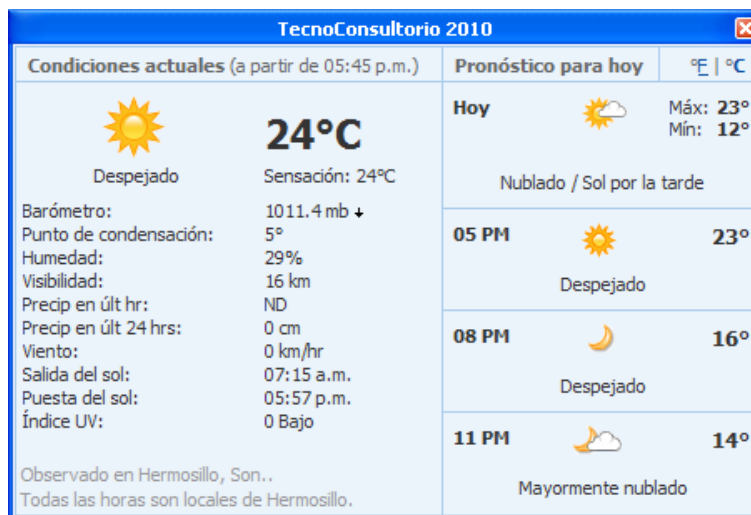 TecnoConsultorio 2010
Condiciones actuales (a partir de 05:45 p.m.)
24°C
Despejado
Sensación: 24°C
Barómetro: 1011.4 mb ↓
Punto de condensación: 5°
Humedad: 29%
Visibilidad: 16 km
Precip en últ hr: ND
Precip en últ 24 hrs: 0 cm
Viento: 0 km/hr
Salida del sol: 07:15 a.m.
Puesta del sol: 05:57 p.m.
Índice UV: 0 Bajo
Observado en Hermosillo, Son..
Todas las horas son locales de Hermosillo.
Pronóstico para hoy
°F | °C
Hoy
Máx: 23°
Mín: 12°
Nublado / Sol por la tarde
05 PM 23°
Despejado
08 PM 16°
Despejado
11 PM 14°
Mayormente nublado